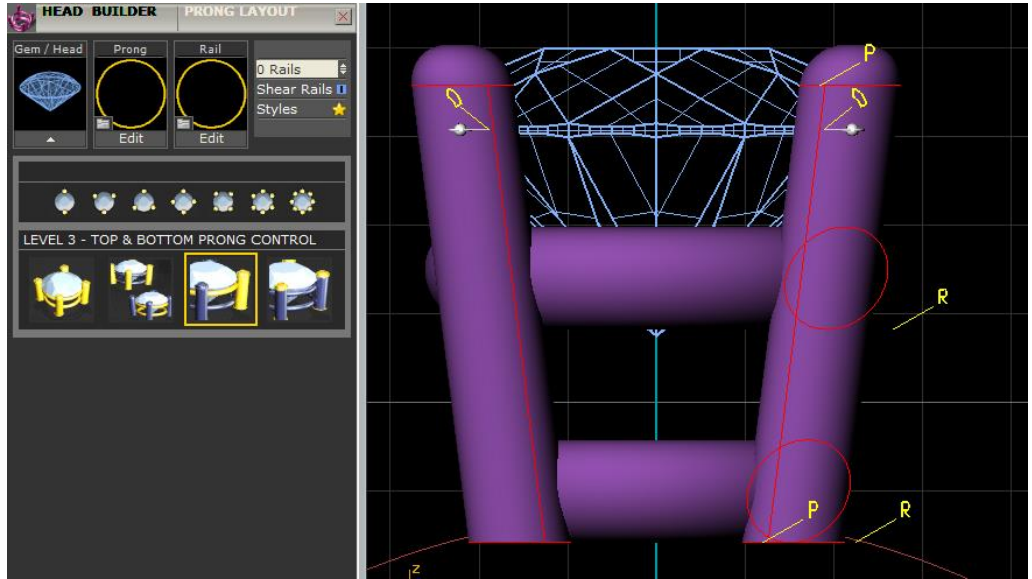 HEAD BUILDER
PRONG LAYOUT
Gem / Head
Prong
Rail
0 Rails
Shear Rails
Styles
Edit
Edit
LEVEL 3 - TOP & BOTTOM PRONG CONTROL
P
R
P
R
z